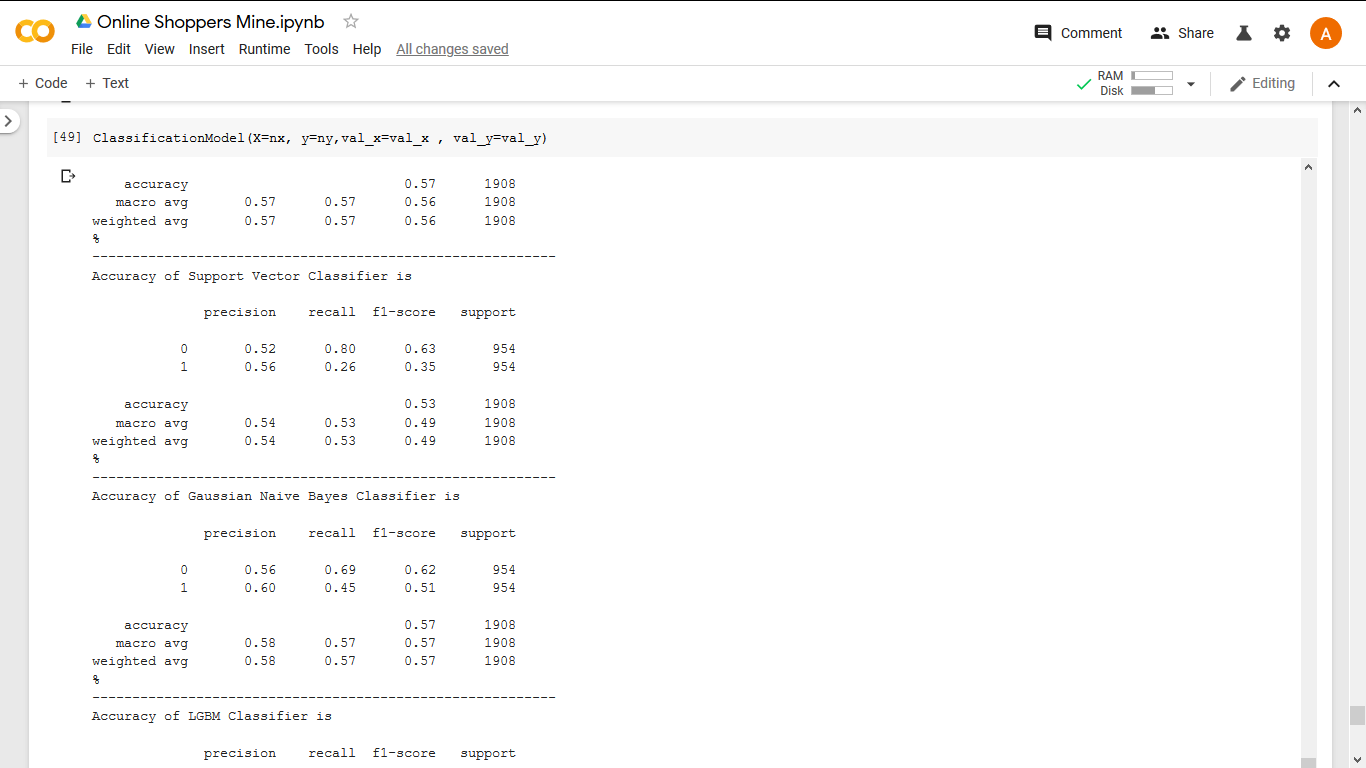 Online Shoppers Mine.ipynb
File Edit View Insert Runtime Tools Help All changes saved
Comment Share A
+ Code + Text
RAM
Disk
Editing
[49] ClassificationModel(X=nx, y=ny,val_x=val_x , val_y=val_y)
accuracy 0.57 1908
macro avg 0.57 0.57 0.56 1908
weighted avg 0.57 0.57 0.56 1908
%
----------------------------------------------------------
Accuracy of Support Vector Classifier is
precision recall f1-score support
0 0.52 0.80 0.63 954
1 0.56 0.26 0.35 954
accuracy 0.53 1908
macro avg 0.54 0.53 0.49 1908
weighted avg 0.54 0.53 0.49 1908
%
----------------------------------------------------------
Accuracy of Gaussian Naive Bayes Classifier is
precision recall f1-score support
0 0.56 0.69 0.62 954
1 0.60 0.45 0.51 954
accuracy 0.57 1908
macro avg 0.58 0.57 0.57 1908
weighted avg 0.58 0.57 0.57 1908
%
----------------------------------------------------------
Accuracy of LGBM Classifier is
precision recall f1-score support